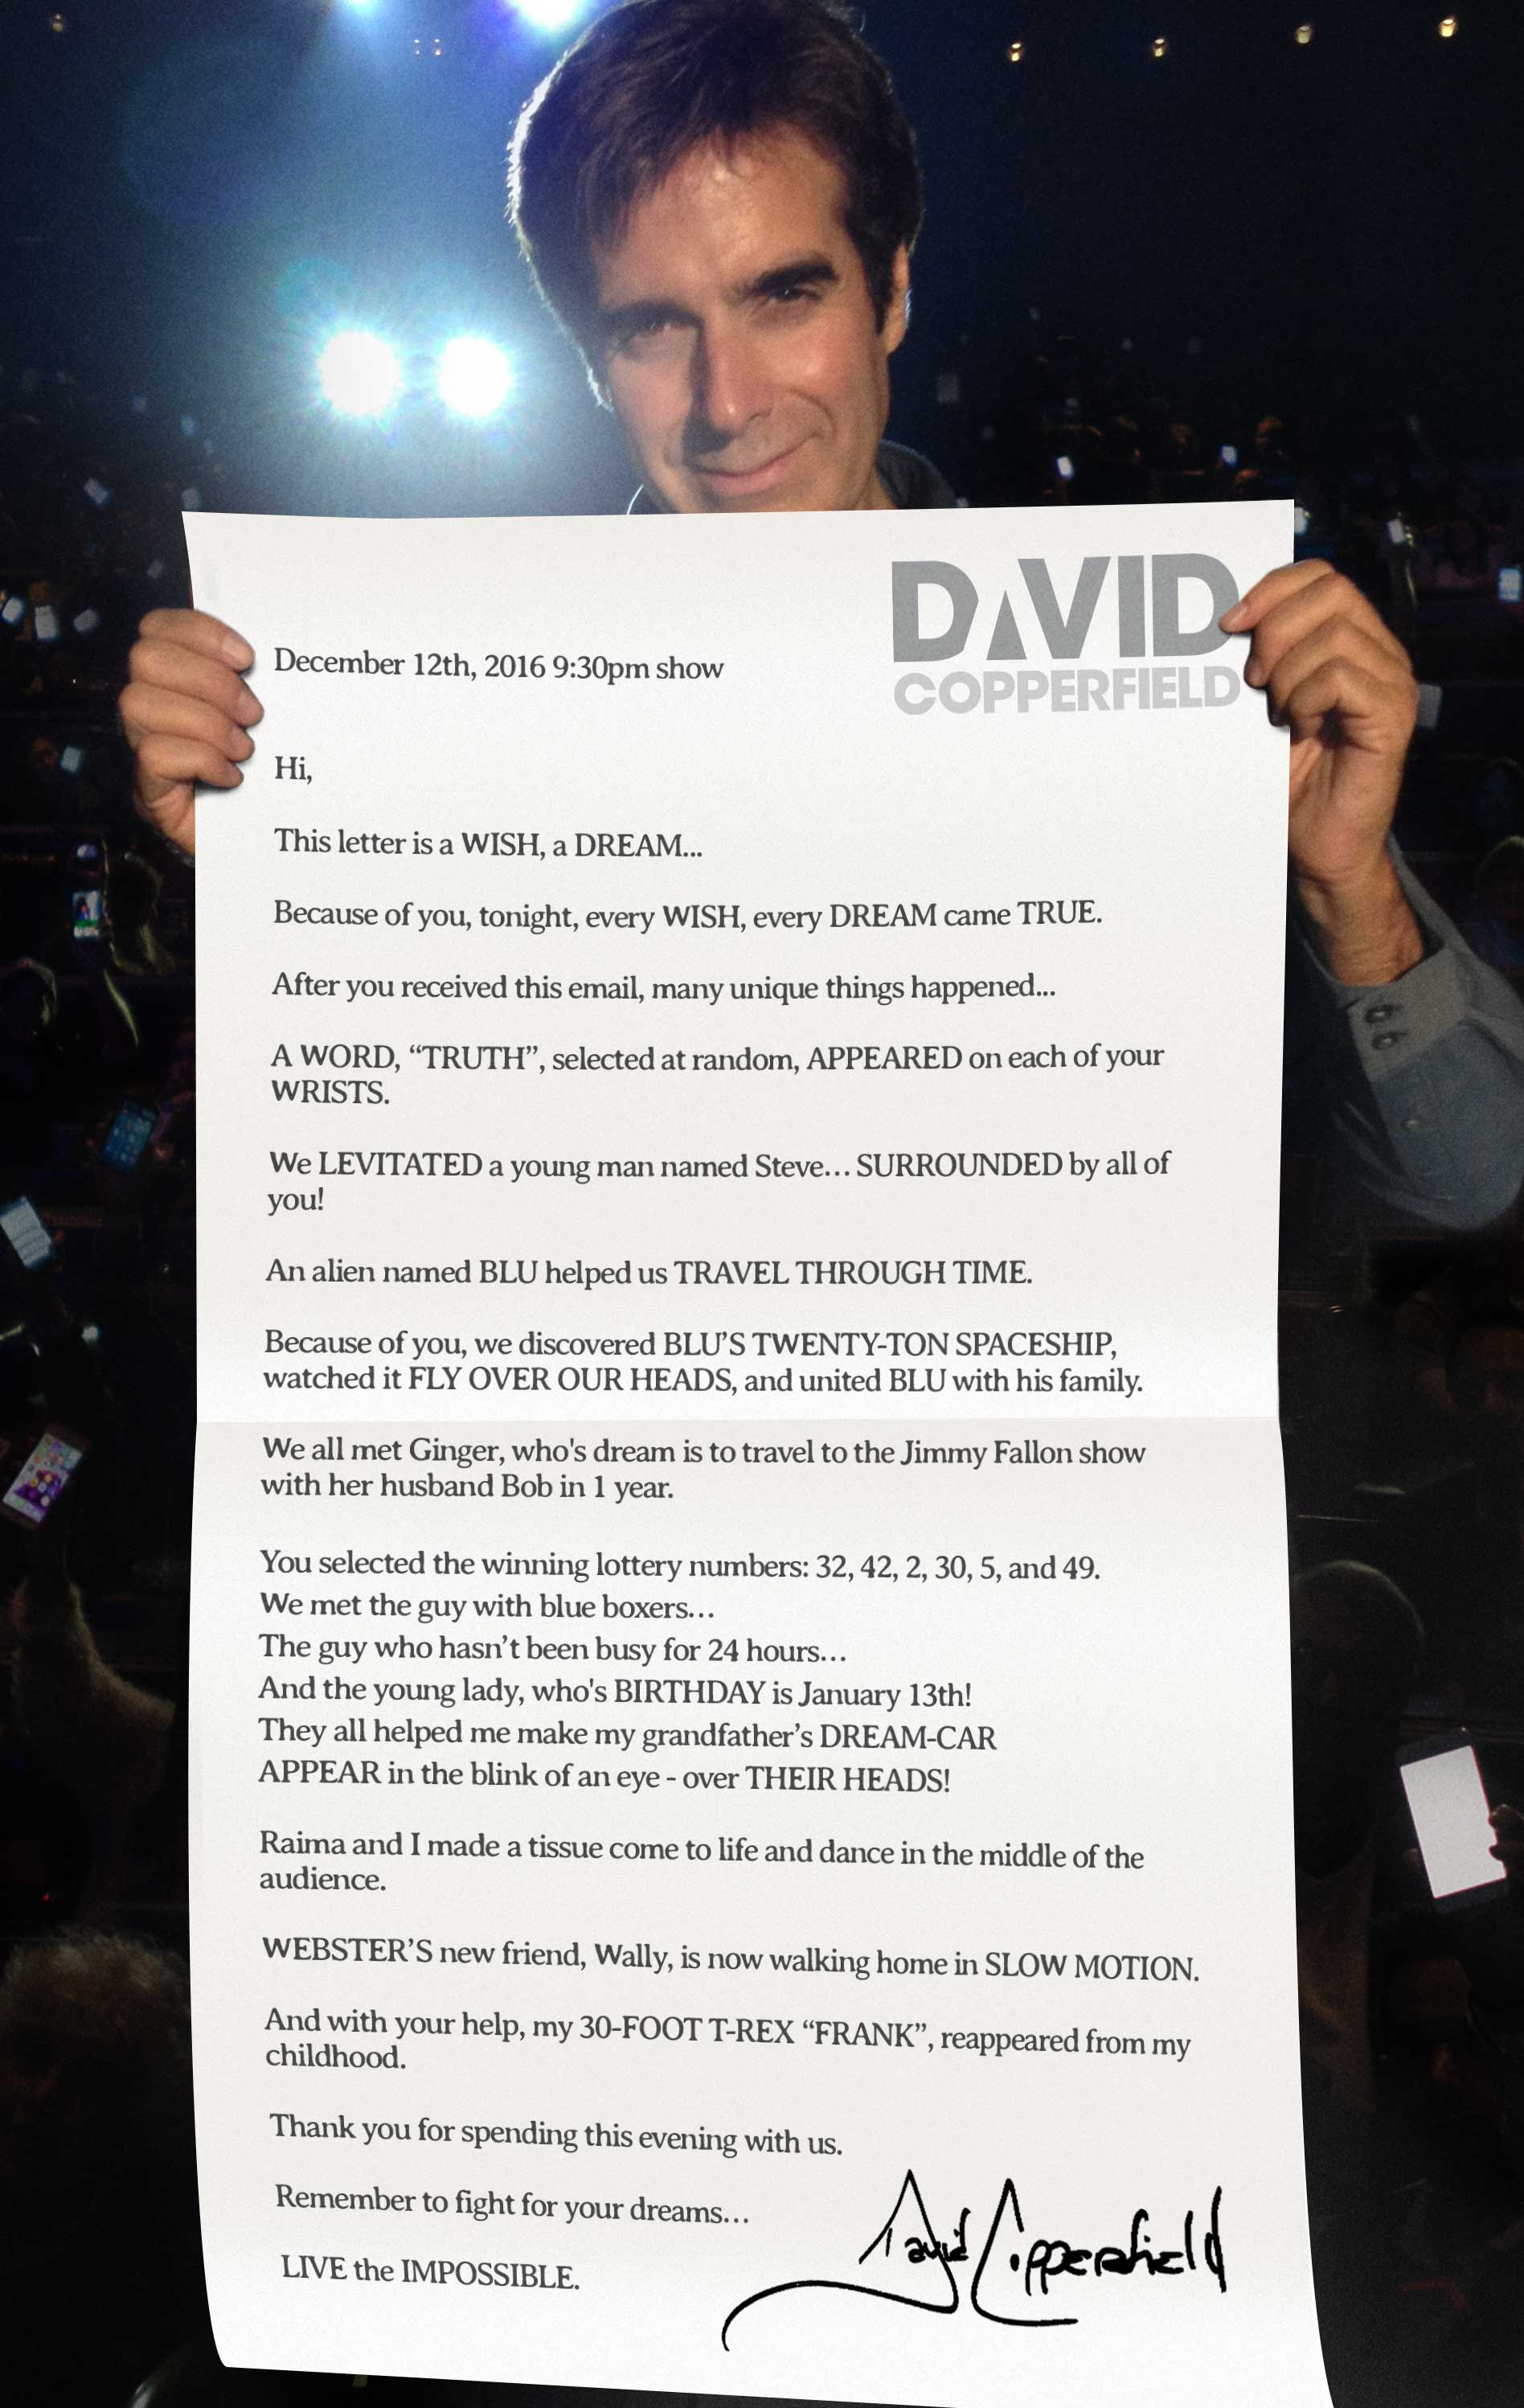 DAVID
COPPERFIELD
December 12th, 2016 9:30pm show
Hi,
This letter is a WISH, a DREAM...
Because of you, tonight, every WISH, every DREAM came TRUE.
After you received this email, many unique things happened...
A WORD, “TRUTH”, selected at random, APPEARED on each of your
WRISTS.
We LEVITATED a young man named Steve… SURROUNDED by all of
you!
An alien named BLU helped us TRAVEL THROUGH TIME.
Because of you, we discovered BLU’S TWENTY-TON SPACESHIP,
watched it FLY OVER OUR HEADS, and united BLU with his family.
We all met Ginger, who's dream is to travel to the Jimmy Fallon show
with her husband Bob in 1 year.
You selected the winning lottery numbers: 32, 42, 2, 30, 5, and 49.
We met the guy with blue boxers…
The guy who hasn’t been busy for 24 hours…
And the young lady, who's BIRTHDAY is January 13th!
They all helped me make my grandfather’s DREAM-CAR
APPEAR in the blink of an eye - over THEIR HEADS!
Raima and I made a tissue come to life and dance in the middle of the
audience.
WEBSTER’S new friend, Wally, is now walking home in SLOW MOTION.
And with your help, my 30-FOOT T-REX “FRANK”, reappeared from my
childhood.
Thank you for spending this evening with us.
Remember to fight for your dreams…
LIVE the IMPOSSIBLE.
David Copperfield